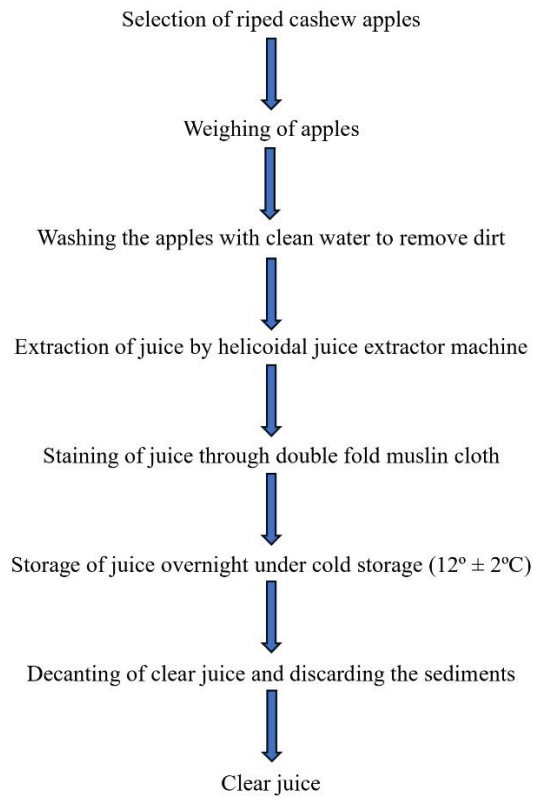 Selection of riped cashew apples
Weighing of apples
Washing the apples with clean water to remove dirt
Extraction of juice by helicoidal juice extractor machine
Staining of juice through double fold muslin cloth
Storage of juice overnight under cold storage (12º ± 2ºC)
Decanting of clear juice and discarding the sediments
Clear juice